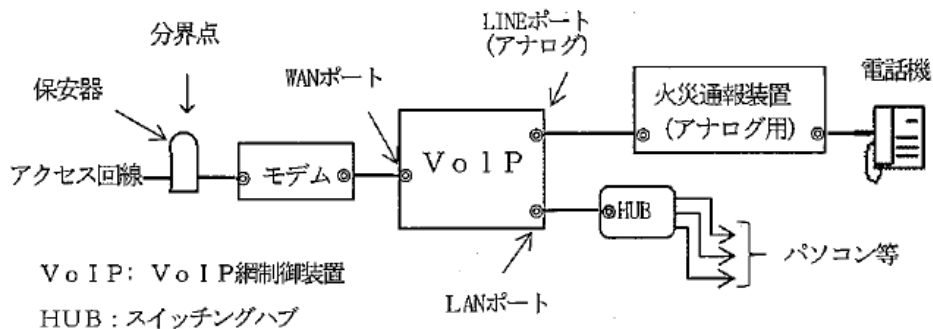 分界点
保安器
アクセス回線
モデム
WANポート
VoIP
LINEポート
(アナログ)
火災通報装置
(アナログ用)
電話機
HUB
パソコン等
LANポート
VoIP:VoIP網制御装置
HUB:スイッチングハブ